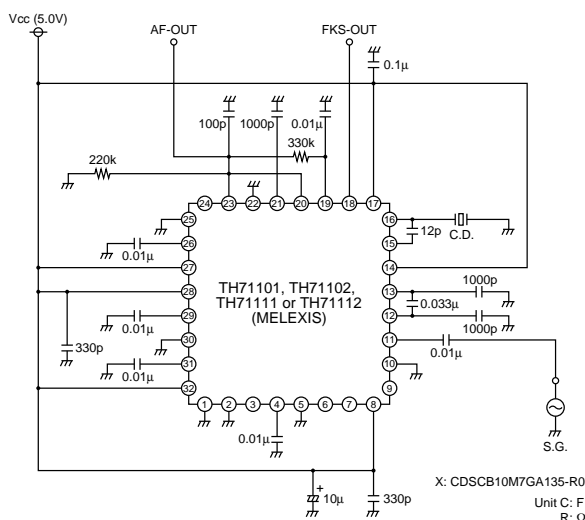 Vcc (5.0V)
AF-OUT
FKS-OUT
0.1µ
100p
1000p
0.01µ
330k
220k
24
23
22
21
20
19
18
17
25
16
26
15
12p
C.D.
0.01µ
27
14
TH71101, TH71102,
TH71111 or TH71112
(MELEXIS)
28
13
1000p
0.033µ
29
12
0.01µ
1000p
330p
30
11
0.01µ
31
10
0.01µ
32
9
1
2
3
4
5
6
7
8
0.01µ
S.G.
+
10µ
330p
X: CDSCB10M7GA135-R0
Unit C: F